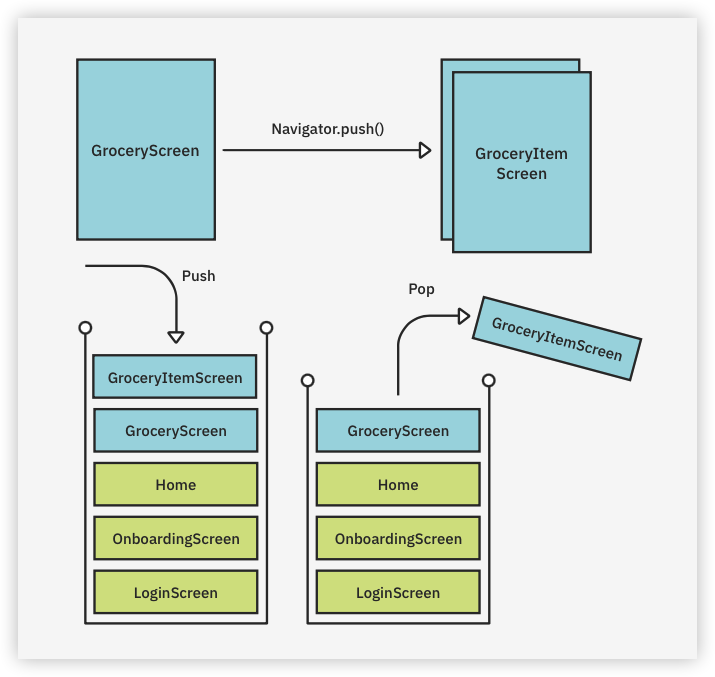 GroceryScreen
Navigator.push()
GroceryItem
Screen
Push
GroceryItemScreen
GroceryScreen
Home
OnboardingScreen
LoginScreen
Pop
GroceryItemScreen
GroceryScreen
Home
OnboardingScreen
LoginScreen